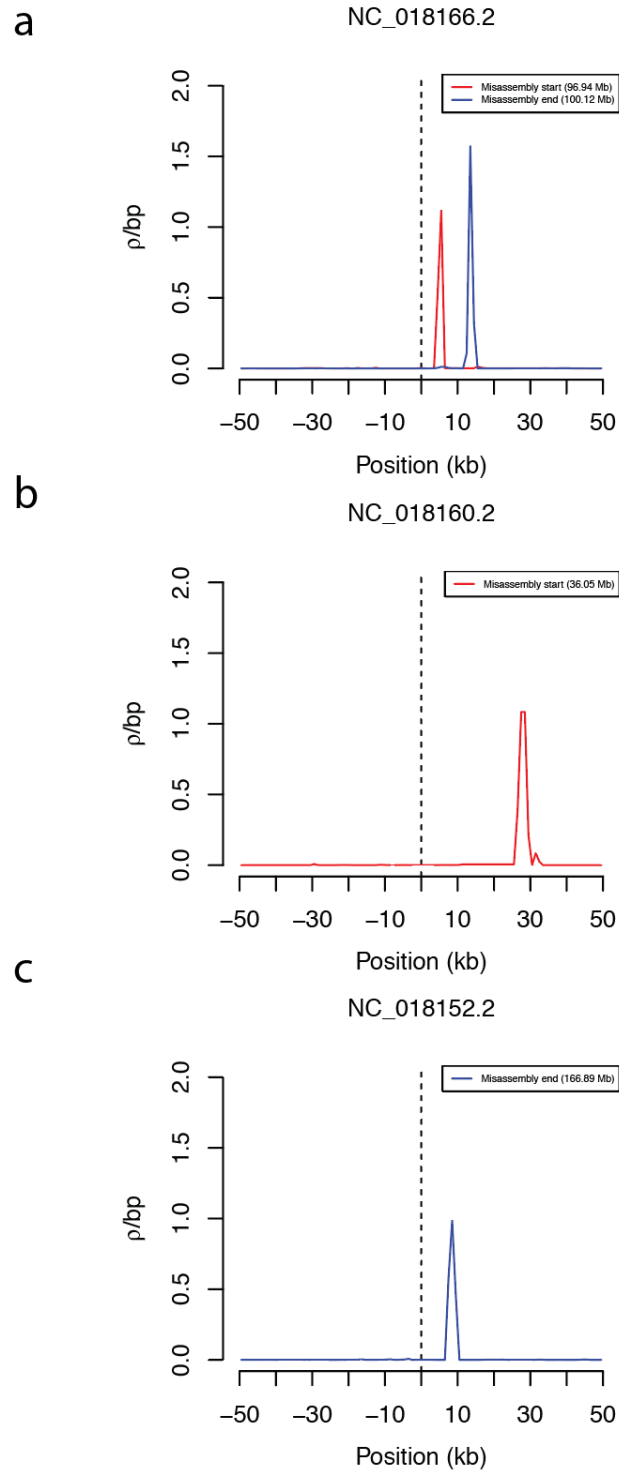 a
NC_018166.2
Misassembly start (96.94 Mb)
Misassembly end (100.12 Mb)
2.0
1.5
1.0
0.5
0.0
ρ/bp
−50 −30 −10 10 30 50
Position (kb)
b
NC_018160.2
Misassembly start (36.05 Mb)
2.0
1.5
1.0
0.5
0.0
ρ/bp
−50 −30 −10 10 30 50
Position (kb)
c
NC_018152.2
Misassembly end (166.89 Mb)
2.0
1.5
1.0
0.5
0.0
ρ/bp
−50 −30 −10 10 30 50
Position (kb)